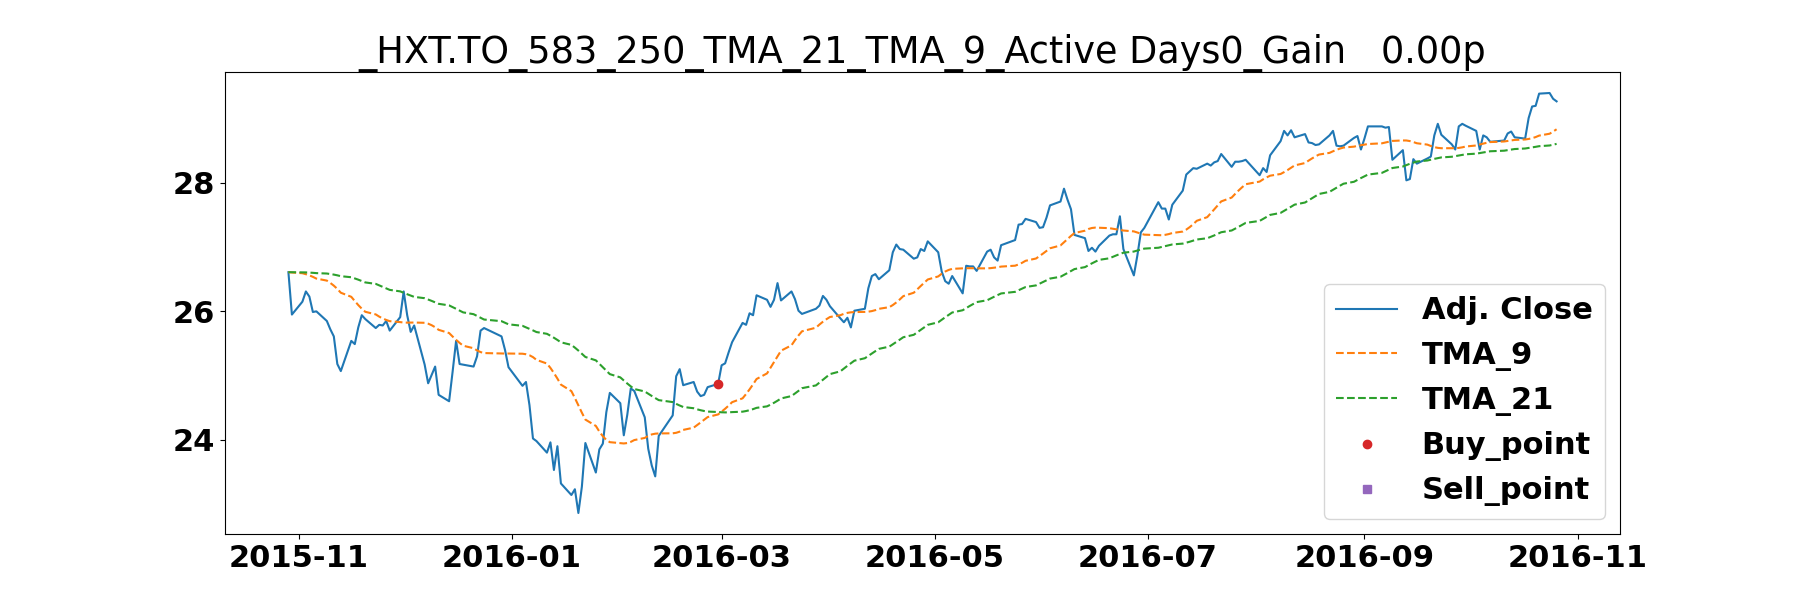 _HXT.TO_583_250_TMA_21_TMA_9_Active Days0_Gain   0.00p
28
26
24
Adj. Close
TMA_9
TMA_21
Buy_point
Sell_point
2015-11 2016-01 2016-03 2016-05 2016-07 2016-09 2016-11